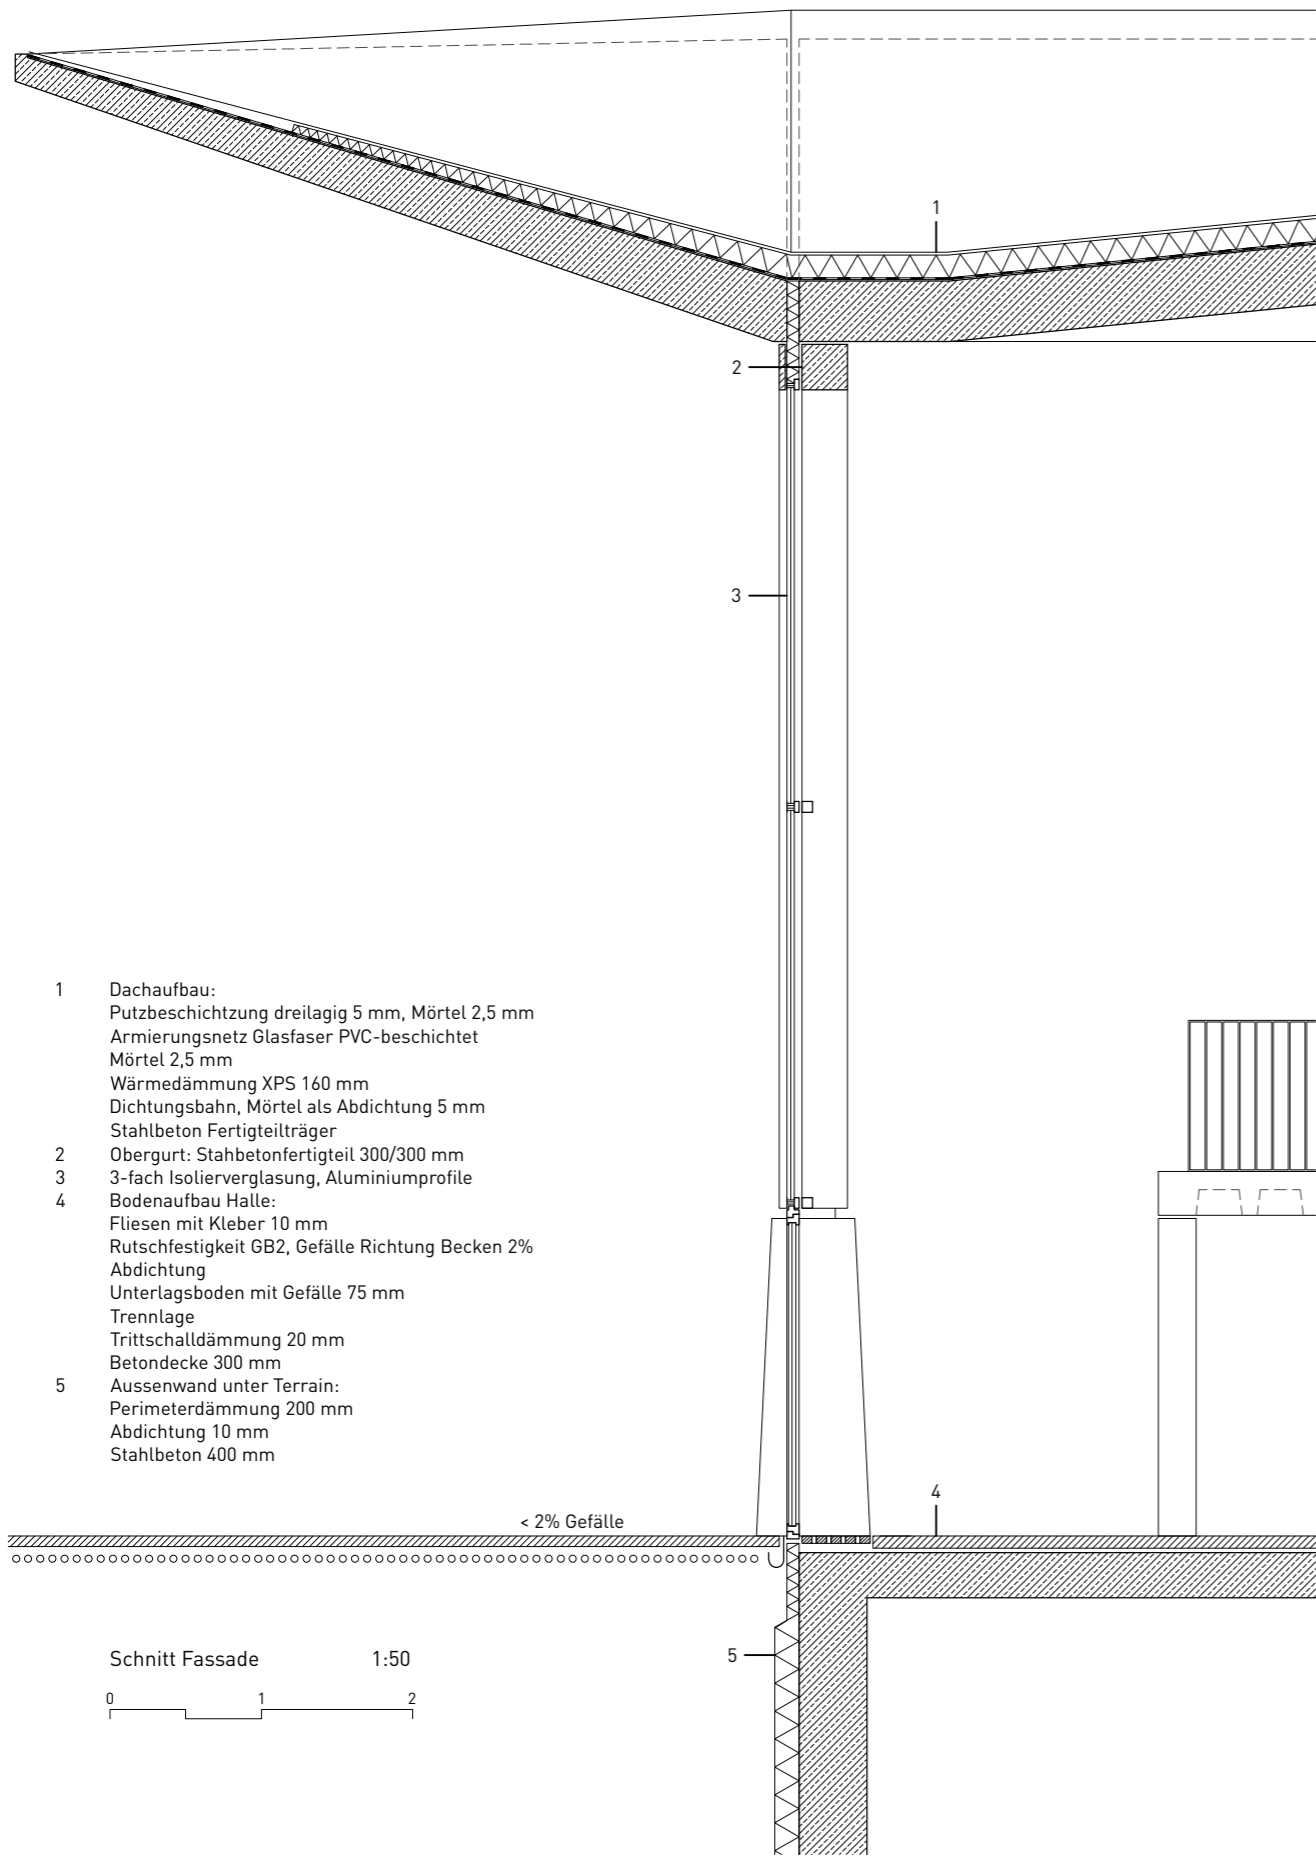 1
2
3
1 Dachaufbau:
Putzbeschichtzung dreilagig 5 mm, Mörtel 2,5 mm
Armierungsnetz Glasfaser PVC-beschichtet
Mörtel 2,5 mm
Wärmedämmung XPS 160 mm
Dichtungsbahn, Mörtel als Abdichtung 5 mm
Stahlbeton Fertigteilträger
2 Obergurt: Stahbetonfertigteil 300/300 mm
3 3-fach Isolierverglasung, Aluminiumprofile
4 Bodenaufbau Halle:
Fliesen mit Kleber 10 mm
Rutschfestigkeit GB2, Gefälle Richtung Becken 2%
Abdichtung
Unterlagsboden mit Gefälle 75 mm
Trennlage
Trittschalldämmung 20 mm
Betondecke 300 mm
5 Aussenwand unter Terrain:
Perimeterdämmung 200 mm
Abdichtung 10 mm
Stahlbeton 400 mm
4
< 2% Gefälle
5
Schnitt Fassade 1:50
0 1 2